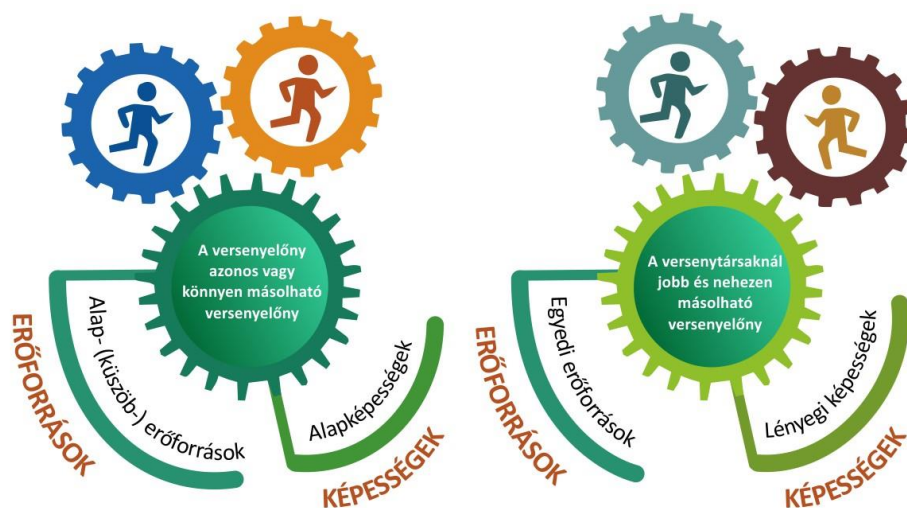 A versenyelőny
azonos vagy
könnyen másolható
versenyelőny
Alap- (küszöb-) erőforrások
ERŐFORRÁSOK
Alapképességek
KÉPESSÉGEK
A versenytársaknál
jobb és nehezen
másolható
versenyelőny
Egyedi erőforrások
ERŐFORRÁSOK
Lényegi képességek
KÉPESSÉGEK